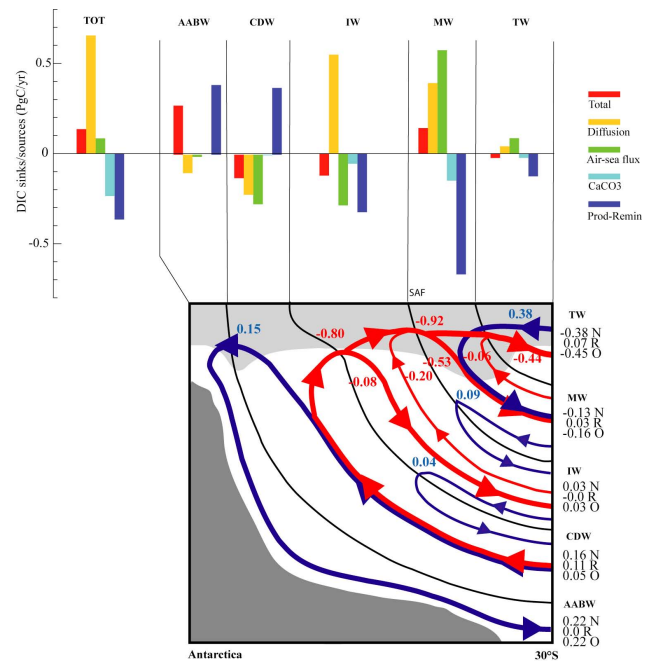 TOT AABW CDW IW MW TW
DIC sinks/sources (PgC/yr)
0.5
0
-0.5
Total
Diffusion
Air-sea flux
CaCO3
Prod-Remin
SAF
0.15
-0.80
-0.92
0.38
-0.08
-0.53
-0.06
-0.44
-0.20
0.09
0.04
TW
-0.38 N
0.07 R
-0.45 O
MW
-0.13 N
0.03 R
-0.16 O
IW
0.03 N
-0.0 R
0.03 O
CDW
0.16 N
0.11 R
0.05 O
AABW
0.22 N
0.0 R
0.22 O
Antarctica 30°S